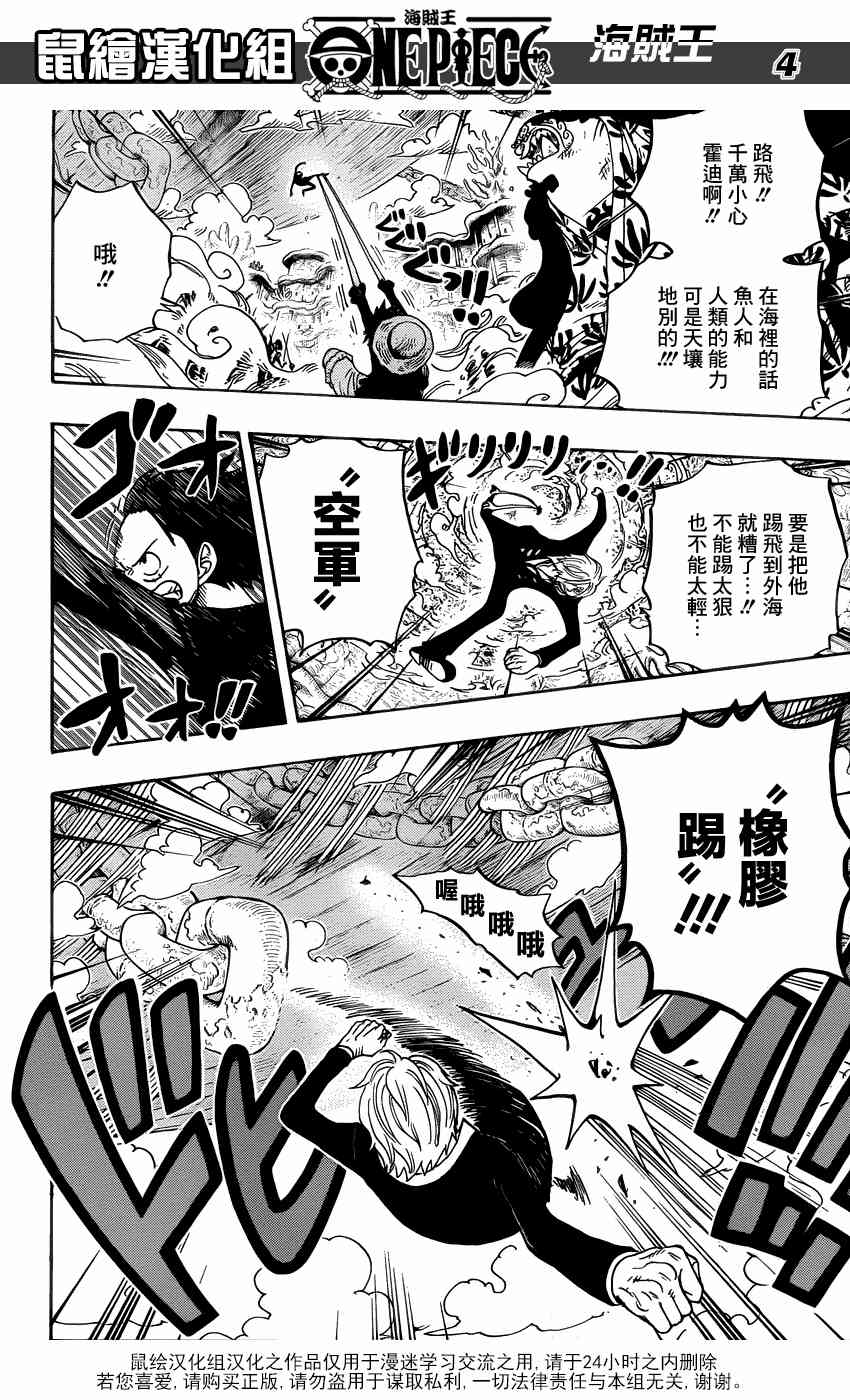 鼠繪漢化組
海賊王
ONE PIECE
海賊王
4
路飛!!
千萬小心
霍迪啊!!
在海裡的話
魚人和
人類的能力
可是天壤
地別的!!!
哦!!
要是把他
踢飛到外海
就糟了…!!
不能踢太狠
也不能太輕…
ギリリリリ…!!
〝空軍〟
ゴオ
オオ!!
〝橡膠
踢〟!!!
喔哦哦哦
ドドヒュ!!!!
鼠绘汉化组汉化之作品仅用于漫迷学习交流之用, 请于24小时之内删除
若您喜爱, 请购买正版, 请勿盗用于谋取私利, 一切法律责任与本组无关, 谢谢。